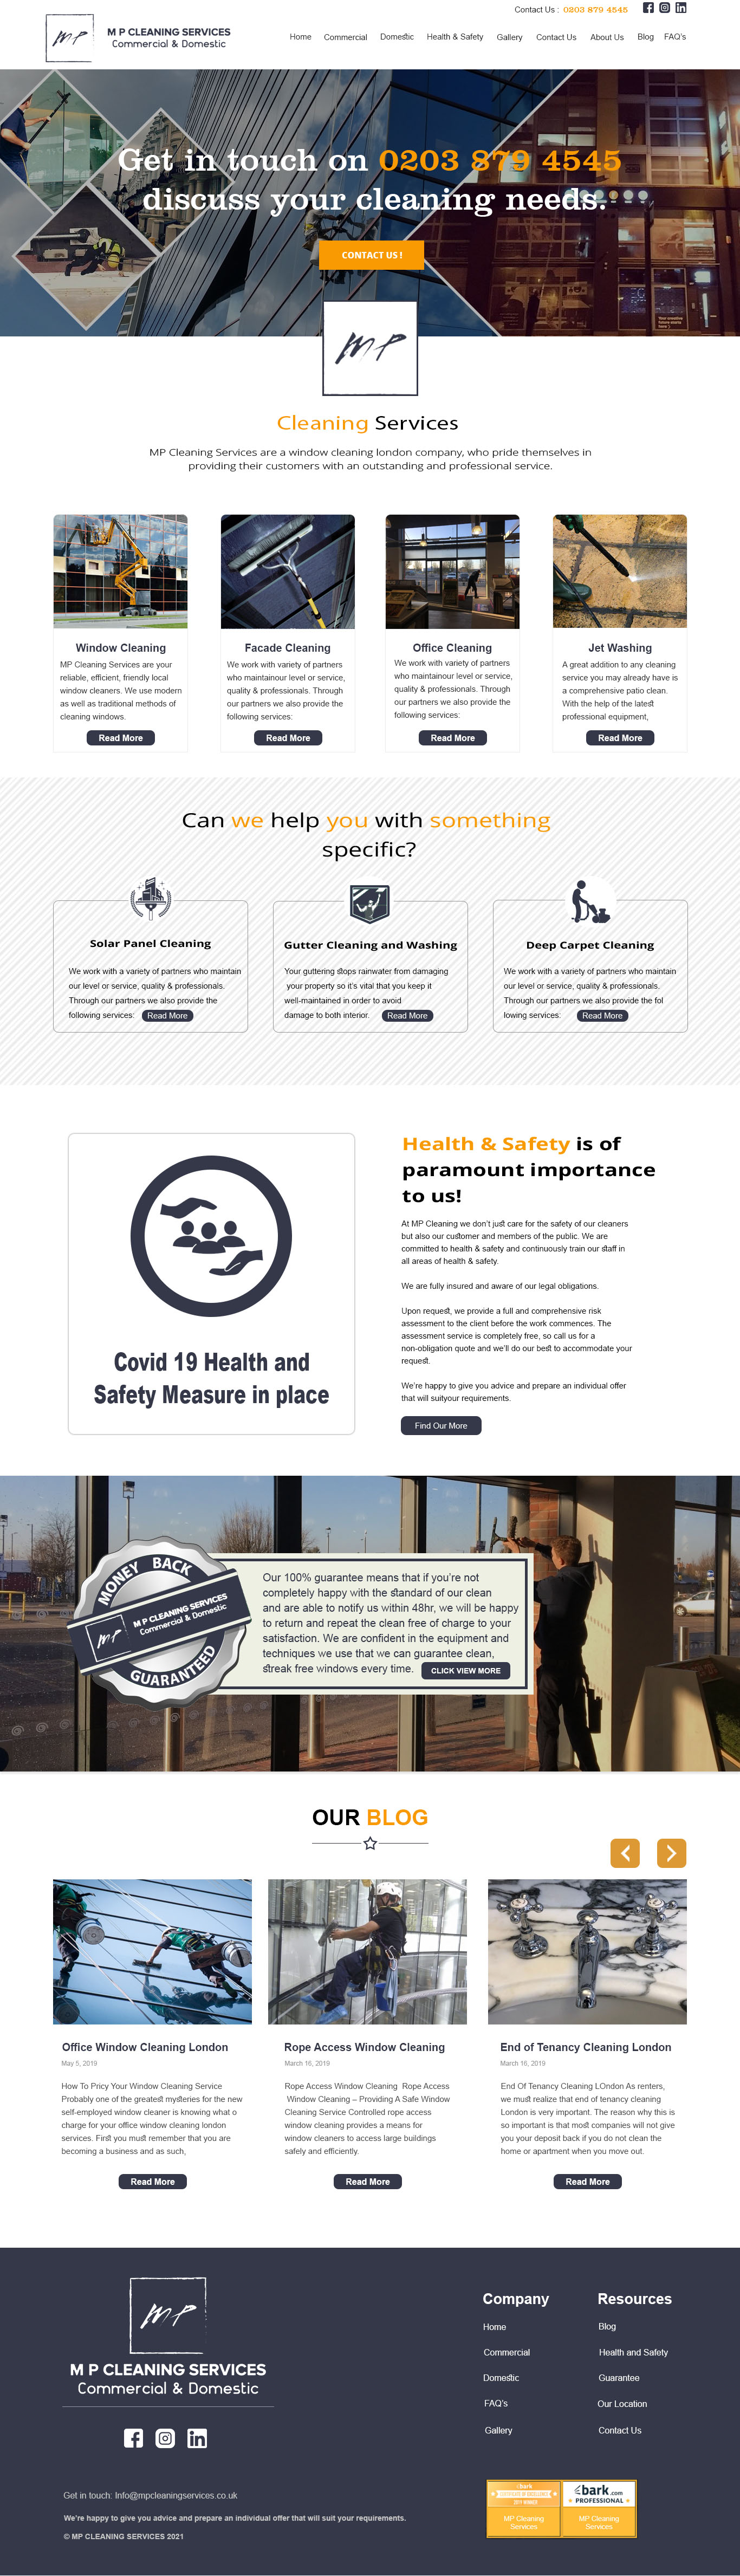 Contact Us : 0203 879 4545
MP
M P CLEANING SERVICES
Commercial & Domestic
Home Commercial Domestic Health & Safety Gallery Contact Us About Us Blog FAQ's
Get in touch on 0203 879 4545
discuss your cleaning needs.
CONTACT US !
MP
Cleaning Services
MP Cleaning Services are a window cleaning london company, who pride themselves in
providing their customers with an outstanding and professional service.
Window Cleaning
MP Cleaning Services are your
reliable, efficient, friendly local
window cleaners. We use modern
as well as traditional methods of
cleaning windows.
Read More
Facade Cleaning
We work with variety of partners
who maintainour level or service,
quality & professionals. Through
our partners we also provide the
following services:
Read More
Office Cleaning
We work with variety of partners
who maintainour level or service,
quality & professionals. Through
our partners we also provide the
following services:
Read More
Jet Washing
A great addition to any cleaning
service you may already have is
a comprehensive patio clean.
With the help of the latest
professional equipment,
Read More
Can we help you with something
specific?
Solar Panel Cleaning
We work with a variety of partners who maintain
our level or service, quality & professionals.
Through our partners we also provide the
following services: Read More
Gutter Cleaning and Washing
Your guttering stops rainwater from damaging
your property so it's vital that you keep it
well-maintained in order to avoid
damage to both interior. Read More
Deep Carpet Cleaning
We work with a variety of partners who maintain
our level or service, quality & professionals.
Through our partners we also provide the fol
lowing services: Read More
Covid 19 Health and
Safety Measure in place
Health & Safety is of
paramount importance
to us!
At MP Cleaning we don't just care for the safety of our cleaners
but also our customer and members of the public. We are
committed to health & safety and continuously train our staff in
all areas of health & safety.
We are fully insured and aware of our legal obligations.
Upon request, we provide a full and comprehensive risk
assessment to the client before the work commences. The
assessment service is completely free, so call us for a
non-obligation quote and we'll do our best to accommodate your
request.
We're happy to give you advice and prepare an individual offer
that will suityour requirements.
Find Our More
MONEY BACK
MP
M P CLEANING SERVICES
Commercial & Domestic
GUARANTEED
Our 100% guarantee means that if you're not
completely happy with the standard of our clean
and are able to notify us within 48hr, we will be happy
to return and repeat the clean free of charge to your
satisfaction. We are confident in the equipment and
techniques we use that we can guarantee clean,
streak free windows every time. CLICK VIEW MORE
OUR BLOG
Office Window Cleaning London
May 5, 2019
How To Pricy Your Window Cleaning Service
Probably one of the greatest mysteries for the new
self-employed window cleaner is knowing what o
charge for your office window cleaning london
services. First you must remember that you are
becoming a business and as such,
Read More
Rope Access Window Cleaning
March 16, 2019
Rope Access Window Cleaning Rope Access
Window Cleaning – Providing A Safe Window
Cleaning Service Controlled rope access
window cleaning provides a means for
window cleaners to access large buildings
safely and efficiently.
Read More
End of Tenancy Cleaning London
March 16, 2019
End Of Tenancy Cleaning LOndon As renters,
we must realize that end of tenancy cleaning
London is very important. The reason why this is
so important is that most companies will not give
you your deposit back if you do not clean the
home or apartment when you move out.
Read More
MP
M P CLEANING SERVICES
Commercial & Domestic
Company
Home
Commercial
Domestic
FAQ's
Gallery
Resources
Blog
Health and Safety
Guarantee
Our Location
Contact Us
Get in touch: Info@mpcleaningservices.co.uk
We're happy to give you advice and prepare an individual offer that will suit your requirements.
© MP CLEANING SERVICES 2021
bark
CERTIFICATE OF EXCELLENCE
MP Cleaning
Services
bark.com
PROFESSIONAL
MP Cleaning
Services